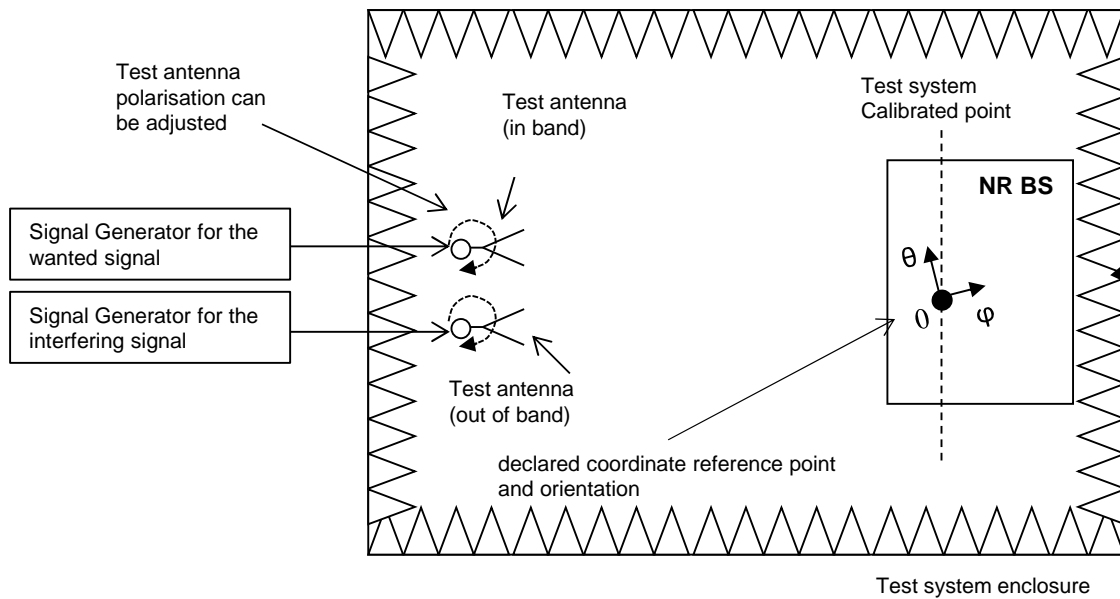 Test antenna
polarisation can
be adjusted
Test antenna
(in band)
Test system
Calibrated point
NR BS
Signal Generator for the
wanted signal
Signal Generator for the
interfering signal
θ
0
φ
Test antenna
(out of band)
declared coordinate reference point
and orientation
Test system enclosure